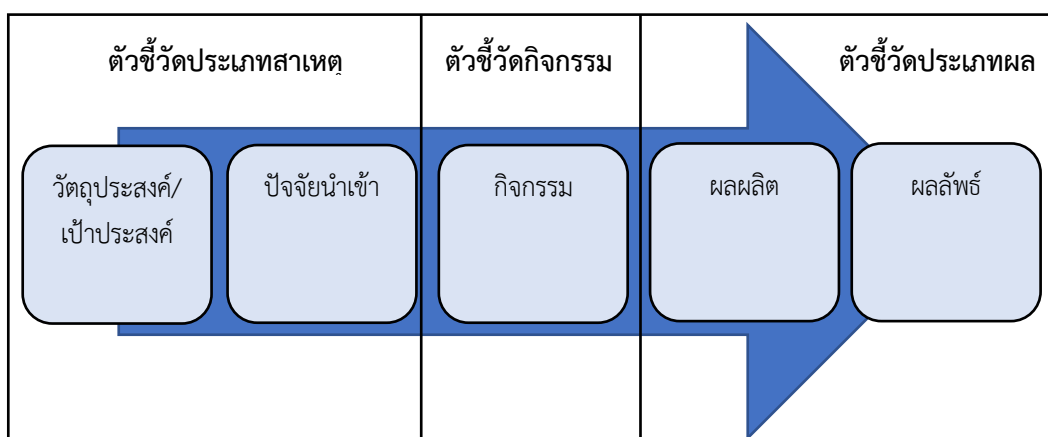 ตัวชี้วัดประเภทสาเหตุ
ตัวชี้วัดกิจกรรม
ตัวชี้วัดประเภทผล
วัตถุประสงค์/
เป้าประสงค์
ปัจจัยนำเข้า
กิจกรรม
ผลผลิต
ผลลัพธ์